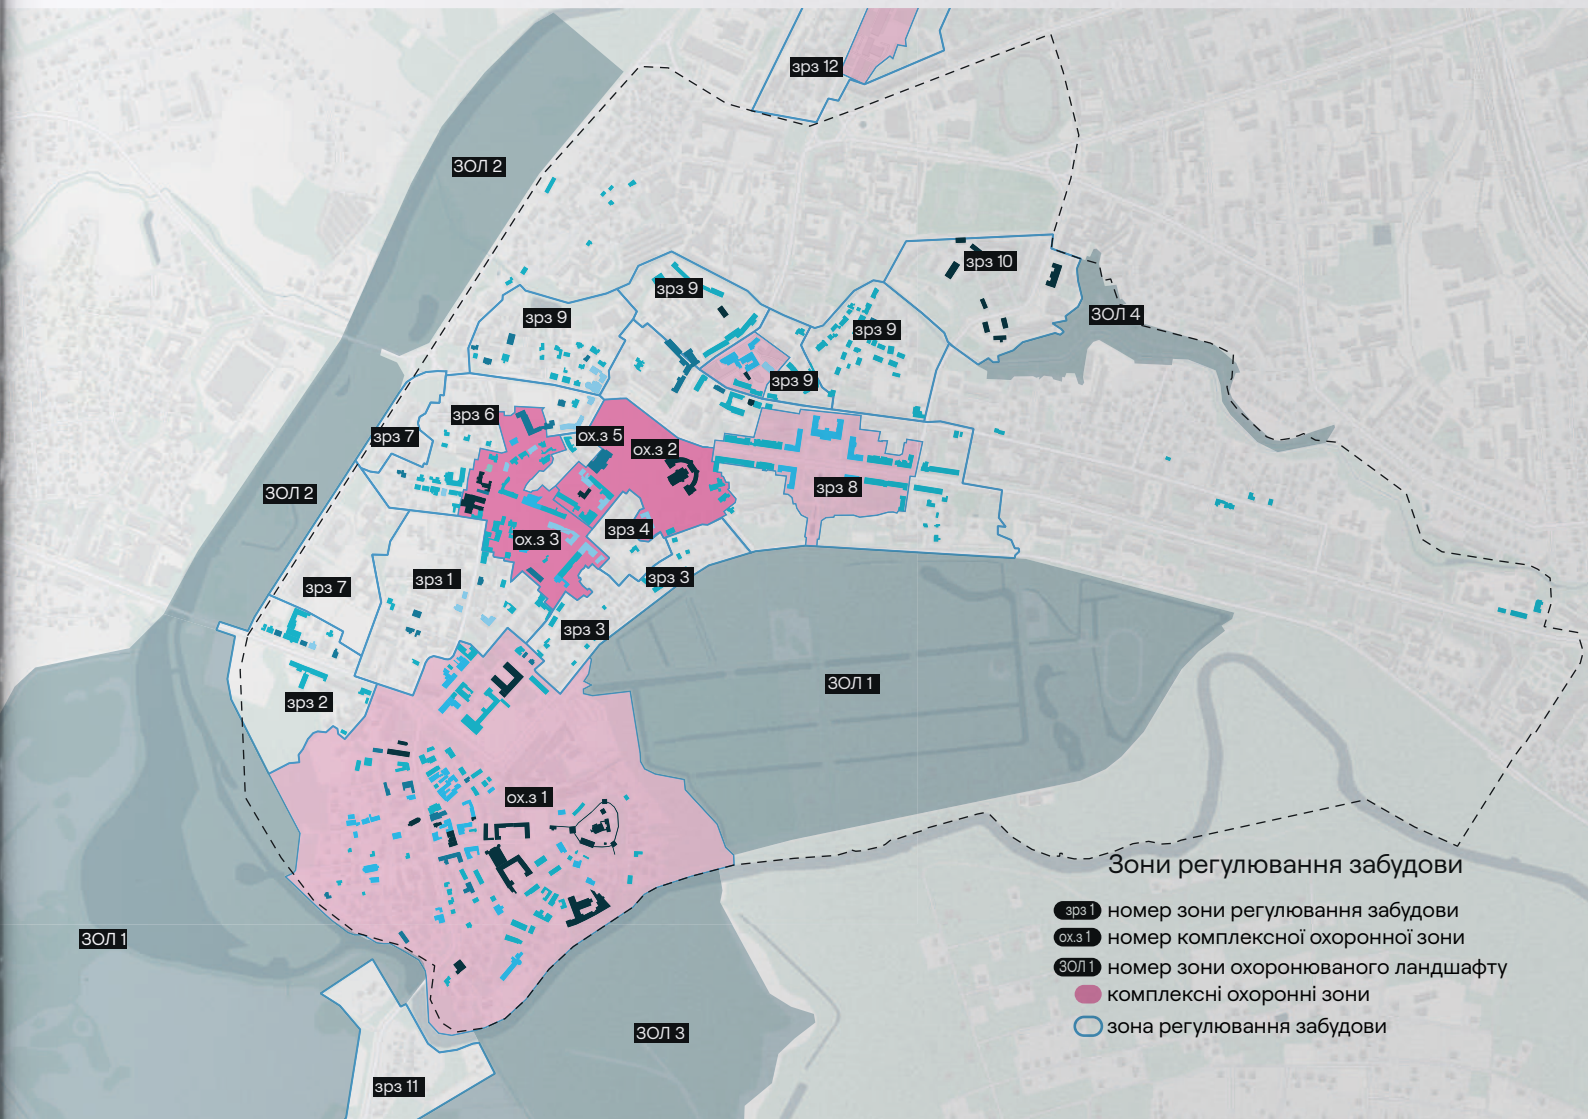 зрз 12
ЗОЛ 2
зрз 10
зрз 9
зрз 9
ЗОЛ 4
зрз 9
зрз 9
зрз 6
зрз 7
ох.з 5
ох.з 2
зрз 8
ЗОЛ 2
зрз 4
ох.з 3
зрз 1
зрз 3
зрз 7
зрз 3
ЗОЛ 1
зрз 2
ох.з 1
ЗОЛ 1
ЗОЛ 3
зрз 11
Зони регулювання забудови
зрз 1 номер зони регулювання забудови
ох.з 1 номер комплексної охоронної зони
ЗОЛ 1 номер зони охоронюваного ландшафту
комплексні охоронні зони
зона регулювання забудови